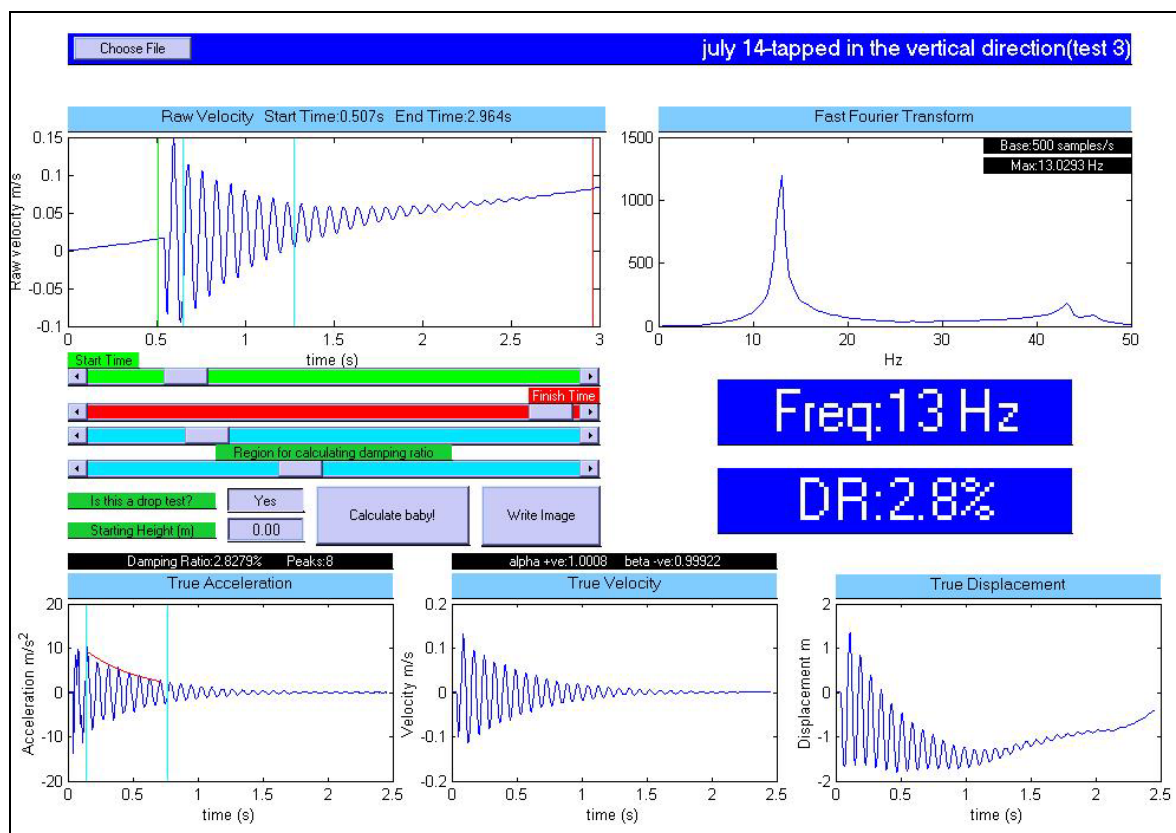 Choose File
july 14-tapped in the vertical direction(test 3)
Raw Velocity Start Time:0.507s End Time:2.964s
Fast Fourier Transform
Raw velocity m/s
0.15
0.1
0.05
0
-0.05
-0.1
0 0.5 1 1.5 2 2.5 3
time (s)
Base:500 samples/s
Max:13.0293 Hz
1500
1000
500
0
0 10 20 30 40 50
Hz
Start Time
Finish Time
Region for calculating damping ratio
Freq:13 Hz
DR:2.8%
Is this a drop test?
Yes
Starting Height (m)
0.00
Calculate baby!
Write Image
Damping Ratio:2.8279% Peaks:8
True Acceleration
Acceleration m/s²
20
10
0
-10
-20
0 0.5 1 1.5 2 2.5
time (s)
alpha +ve:1.0008 beta -ve:0.99922
True Velocity
Velocity m/s
0.2
0.1
0
-0.1
-0.2
0 0.5 1 1.5 2 2.5
time (s)
True Displacement
Displacement m
2
1
0
-1
-2
0 0.5 1 1.5 2 2.5
time (s)